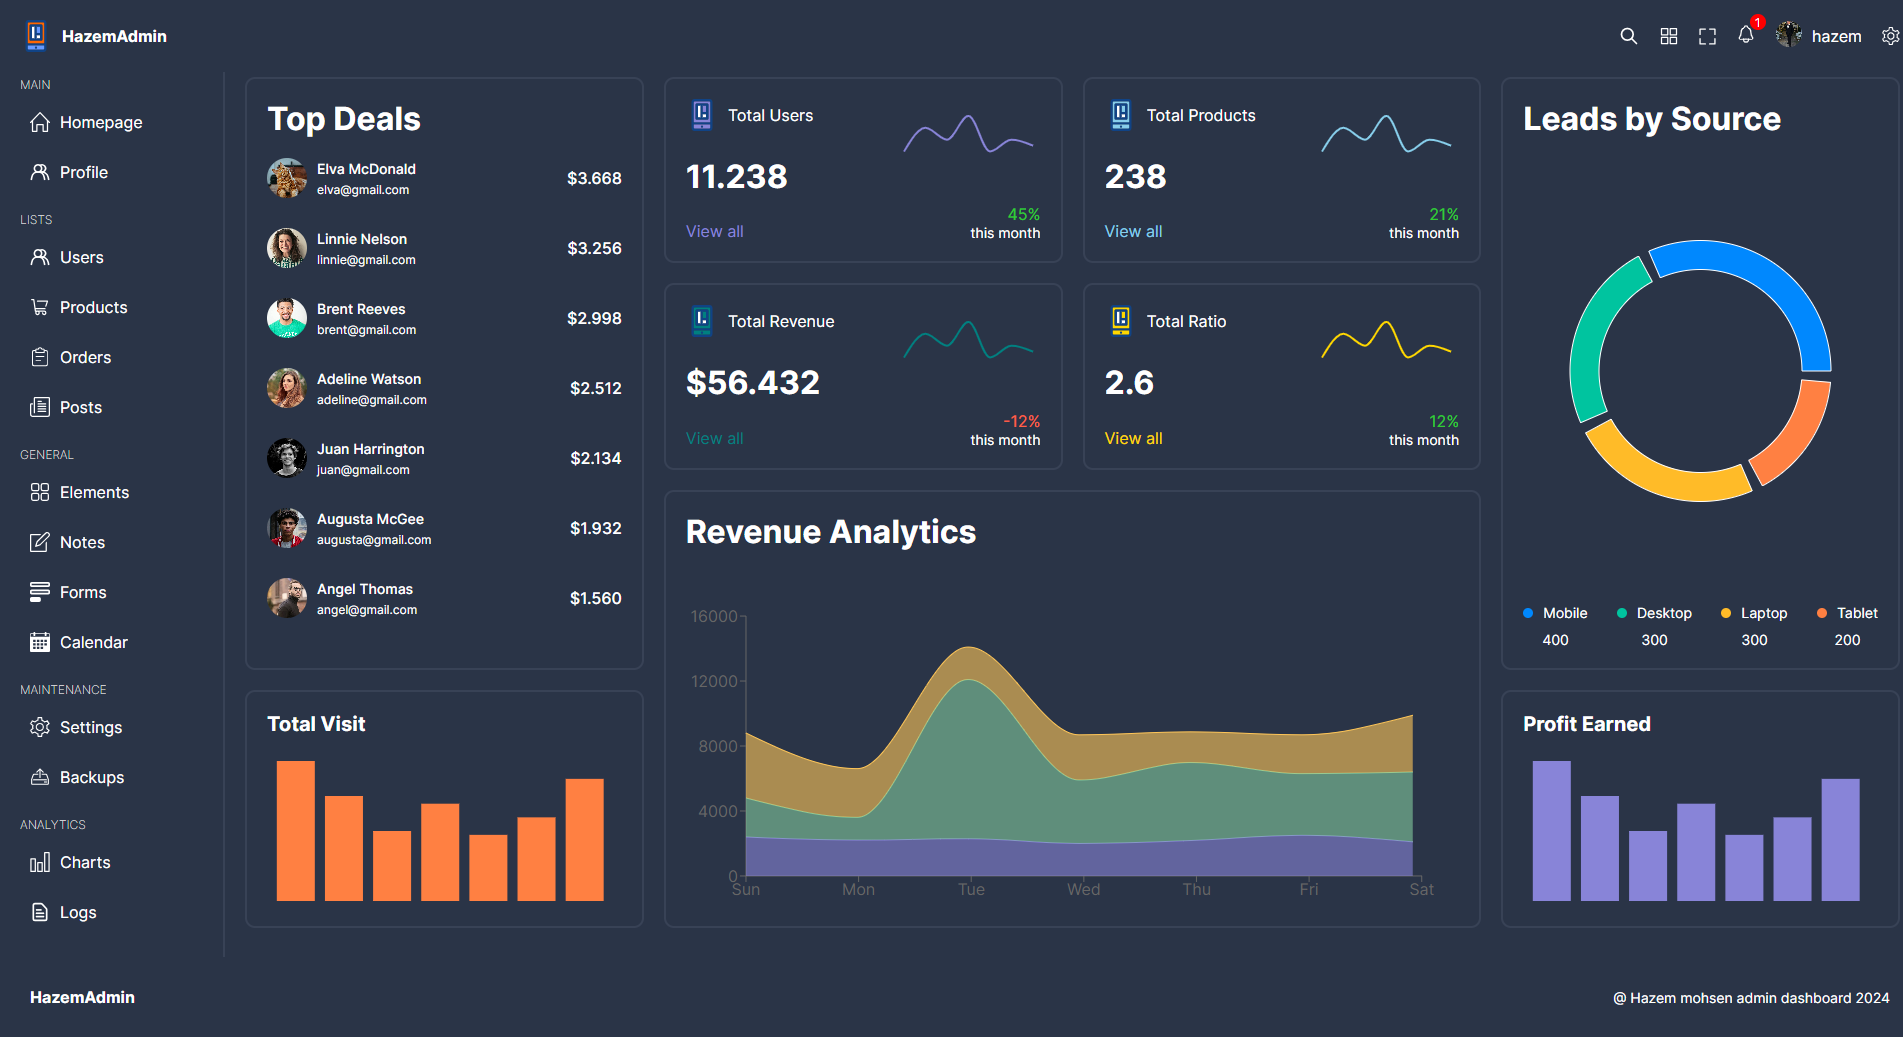 HazemAdmin
1
hazem
MAIN
Homepage
Profile
LISTS
Users
Products
Orders
Posts
GENERAL
Elements
Notes
Forms
Calendar
MAINTENANCE
Settings
Backups
ANALYTICS
Charts
Logs
Top Deals
Elva McDonald
elva@gmail.com
$3.668
Linnie Nelson
linnie@gmail.com
$3.256
Brent Reeves
brent@gmail.com
$2.998
Adeline Watson
adeline@gmail.com
$2.512
Juan Harrington
juan@gmail.com
$2.134
Augusta McGee
augusta@gmail.com
$1.932
Angel Thomas
angel@gmail.com
$1.560
Total Users
11.238
View all
45%
this month
Total Products
238
View all
21%
this month
Total Revenue
$56.432
View all
-12%
this month
Total Ratio
2.6
View all
12%
this month
Leads by Source
Mobile
400
Desktop
300
Laptop
300
Tablet
200
Total Visit
Revenue Analytics
16000
12000
8000
4000
0
Sun Mon Tue Wed Thu Fri Sat
Profit Earned
HazemAdmin
@ Hazem mohsen admin dashboard 2024